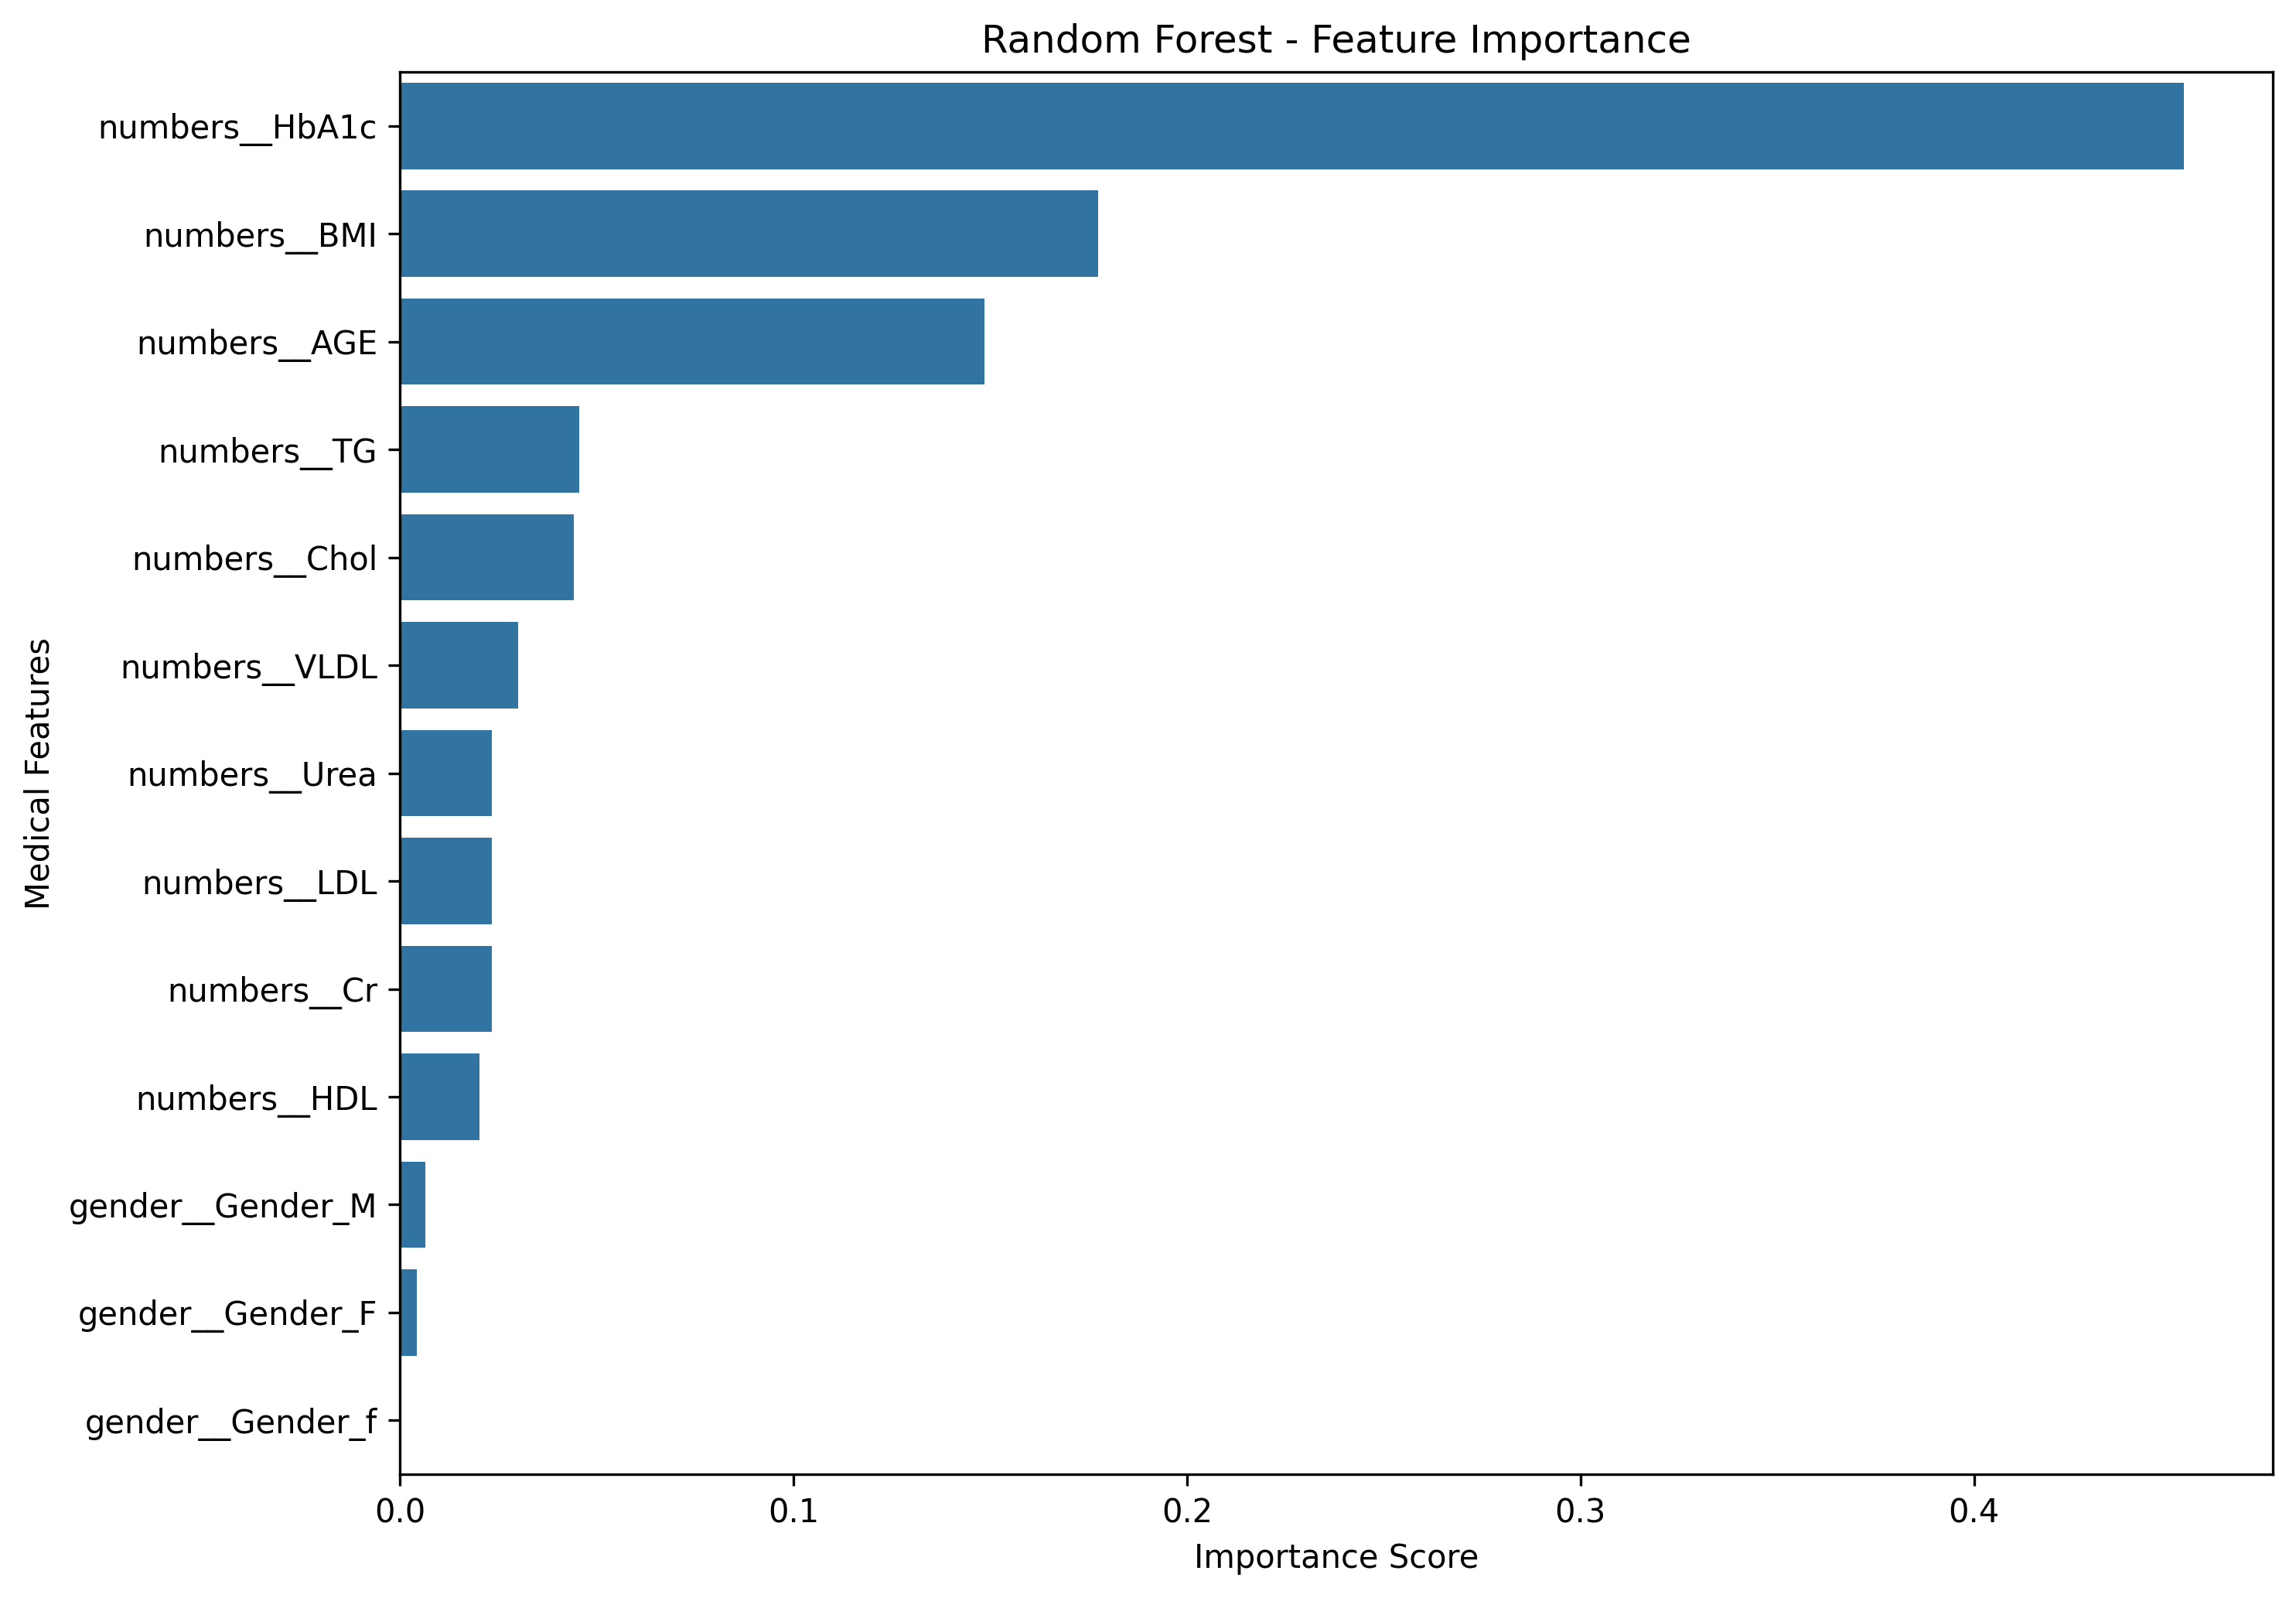 Random Forest - Feature Importance
Medical Features
numbers__HbA1c
numbers__BMI
numbers__AGE
numbers__TG
numbers__Chol
numbers__VLDL
numbers__Urea
numbers__LDL
numbers__Cr
numbers__HDL
gender__Gender_M
gender__Gender_F
gender__Gender_f
0.0 0.1 0.2 0.3 0.4
Importance Score